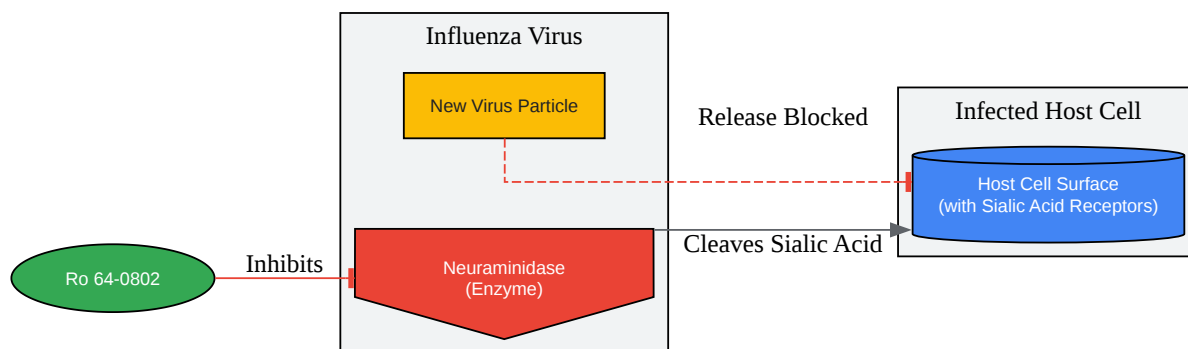 Influenza Virus
New Virus Particle
Release Blocked
Infected Host Cell
Host Cell Surface
(with Sialic Acid Receptors)
Cleaves Sialic Acid
Inhibits
Ro 64-0802
Neuraminidase
(Enzyme)